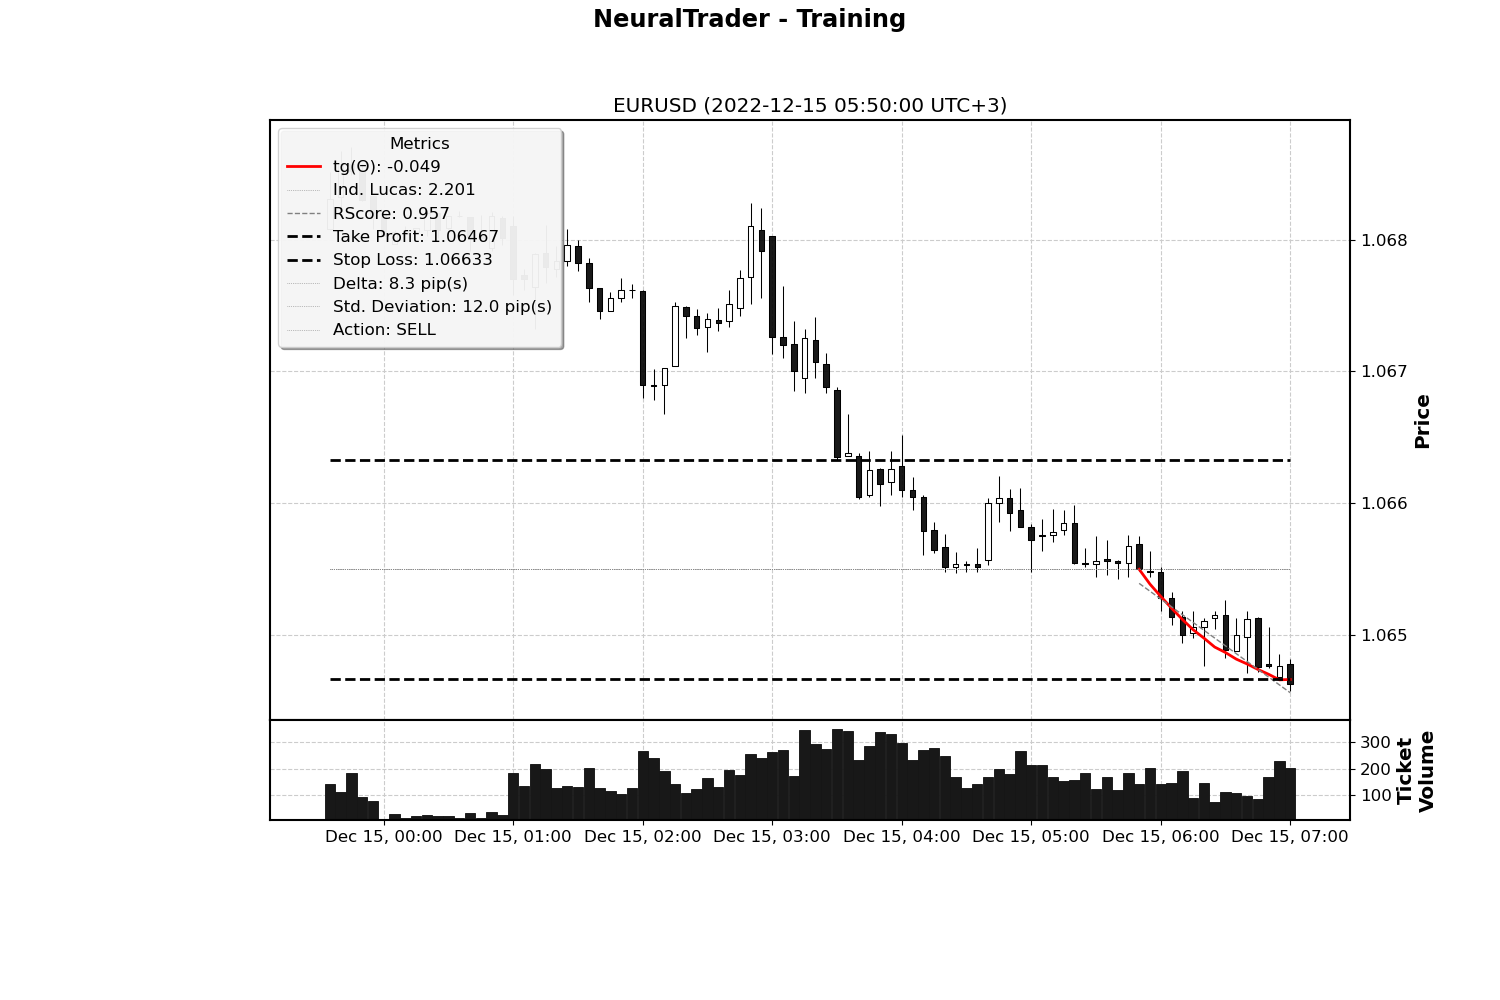 NeuralTrader - Training
EURUSD (2022-12-15 05:50:00 UTC+3)
Metrics
tg(Θ): -0.049
Ind. Lucas: 2.201
RScore: 0.957
Take Profit: 1.06467
Stop Loss: 1.06633
Delta: 8.3 pip(s)
Std. Deviation: 12.0 pip(s)
Action: SELL
1.068
1.067
1.066
1.065
Price
300
200
100
Ticket
Volume
Dec 15, 00:00 Dec 15, 01:00 Dec 15, 02:00 Dec 15, 03:00 Dec 15, 04:00 Dec 15, 05:00 Dec 15, 06:00 Dec 15, 07:00